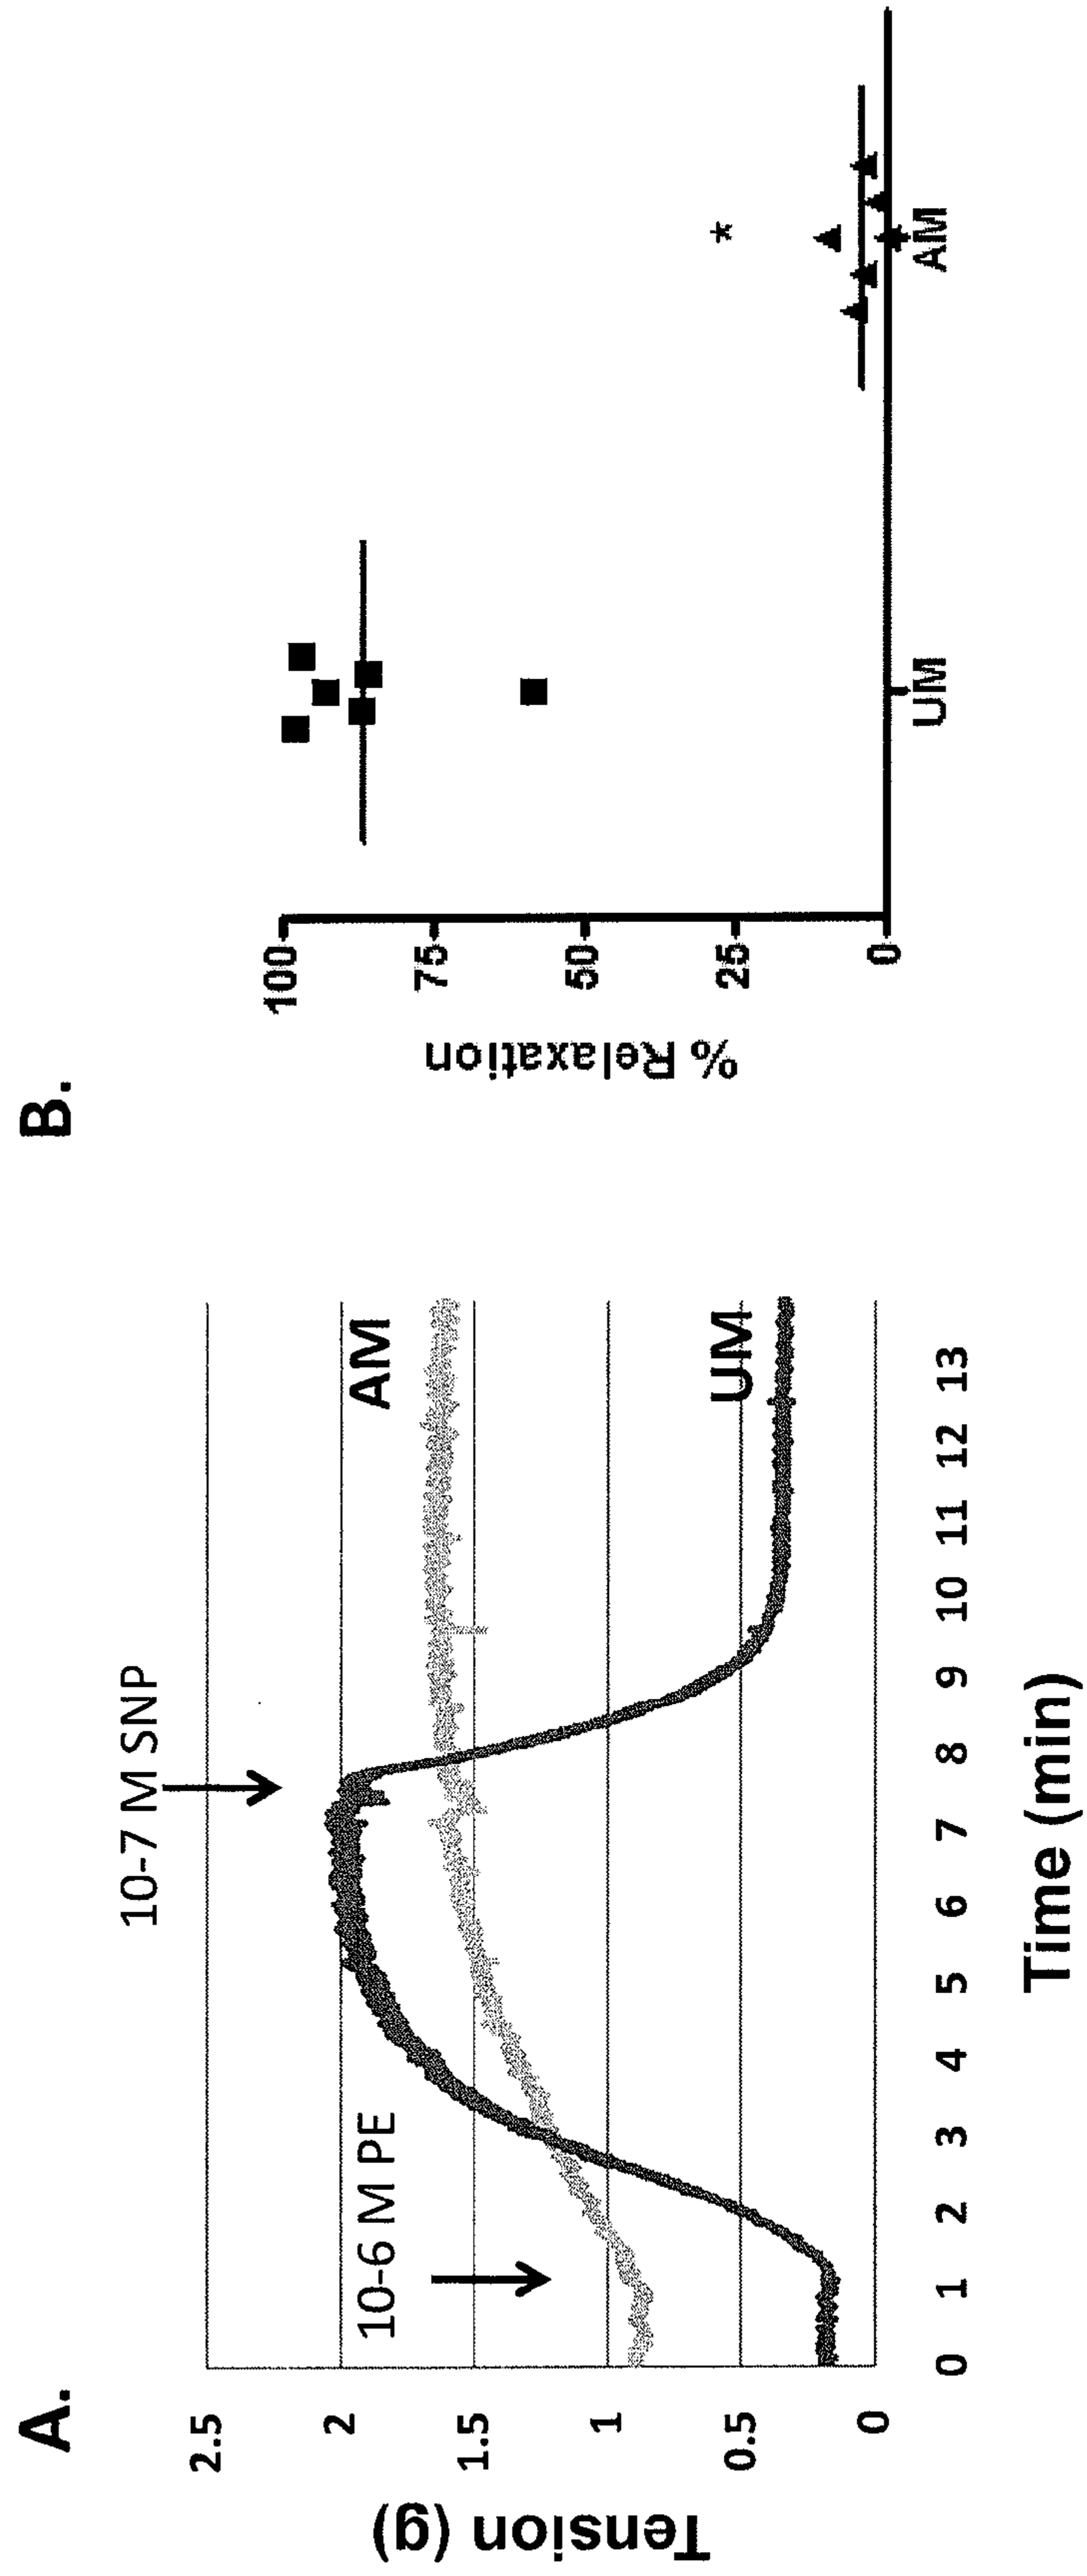 A.
10-6 M PE
10-7 M SNP
2.5
2
1.5
1
0.5
0
Tension (g)
AM
UM
0 1 2 3 4 5 6 7 8 9 10 11 12 13
Time (min)
B.
100
75
50
25
0
% Relaxation
*
UM AM